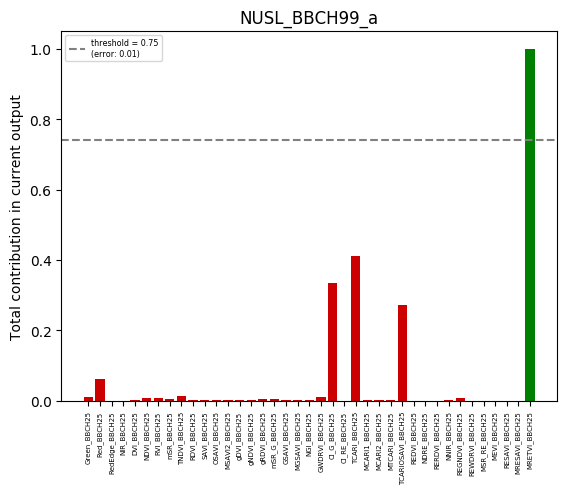 NUSL_BBCH99_a
threshold = 0.75
(error: 0.01)
Total contribution in current output
1.0
0.8
0.6
0.4
0.2
0.0
Green_BBCH25
Red_BBCH25
RedEdge_BBCH25
NIR_BBCH25
DVI_BBCH25
NDVI_BBCH25
RVI_BBCH25
mSR_BBCH25
TNDVI_BBCH25
RDVI_BBCH25
SAVI_BBCH25
OSAVI_BBCH25
MSAVI2_BBCH25
gDVI_BBCH25
gNDVI_BBCH25
gRDVI_BBCH25
mSR_G_BBCH25
GSAVI_BBCH25
MGSAVI_BBCH25
NGI_BBCH25
GWDRVI_BBCH25
CI_G_BBCH25
CI_RE_BBCH25
TCARI_BBCH25
MCARI1_BBCH25
MCARI2_BBCH25
MTCARI_BBCH25
TCARIOSAVI_BBCH25
REDVI_BBCH25
NDRE_BBCH25
RERDVI_BBCH25
NNIR_BBCH25
REGNDVI_BBCH25
REWDRVI_BBCH25
MSR_RE_BBCH25
MEVI_BBCH25
RESAVI_BBCH25
MRESAVI_BBCH25
MRETVI_BBCH25